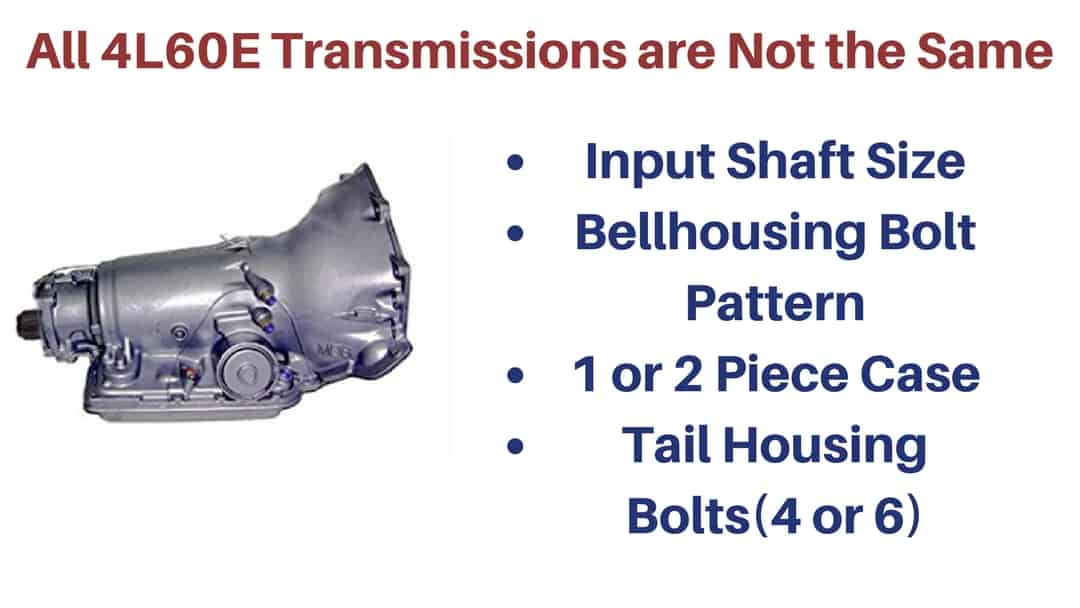 All 4L60E Transmissions are Not the Same
• Input Shaft Size
• Bellhousing Bolt
Pattern
• 1 or 2 Piece Case
• Tail Housing
Bolts(4 or 6)